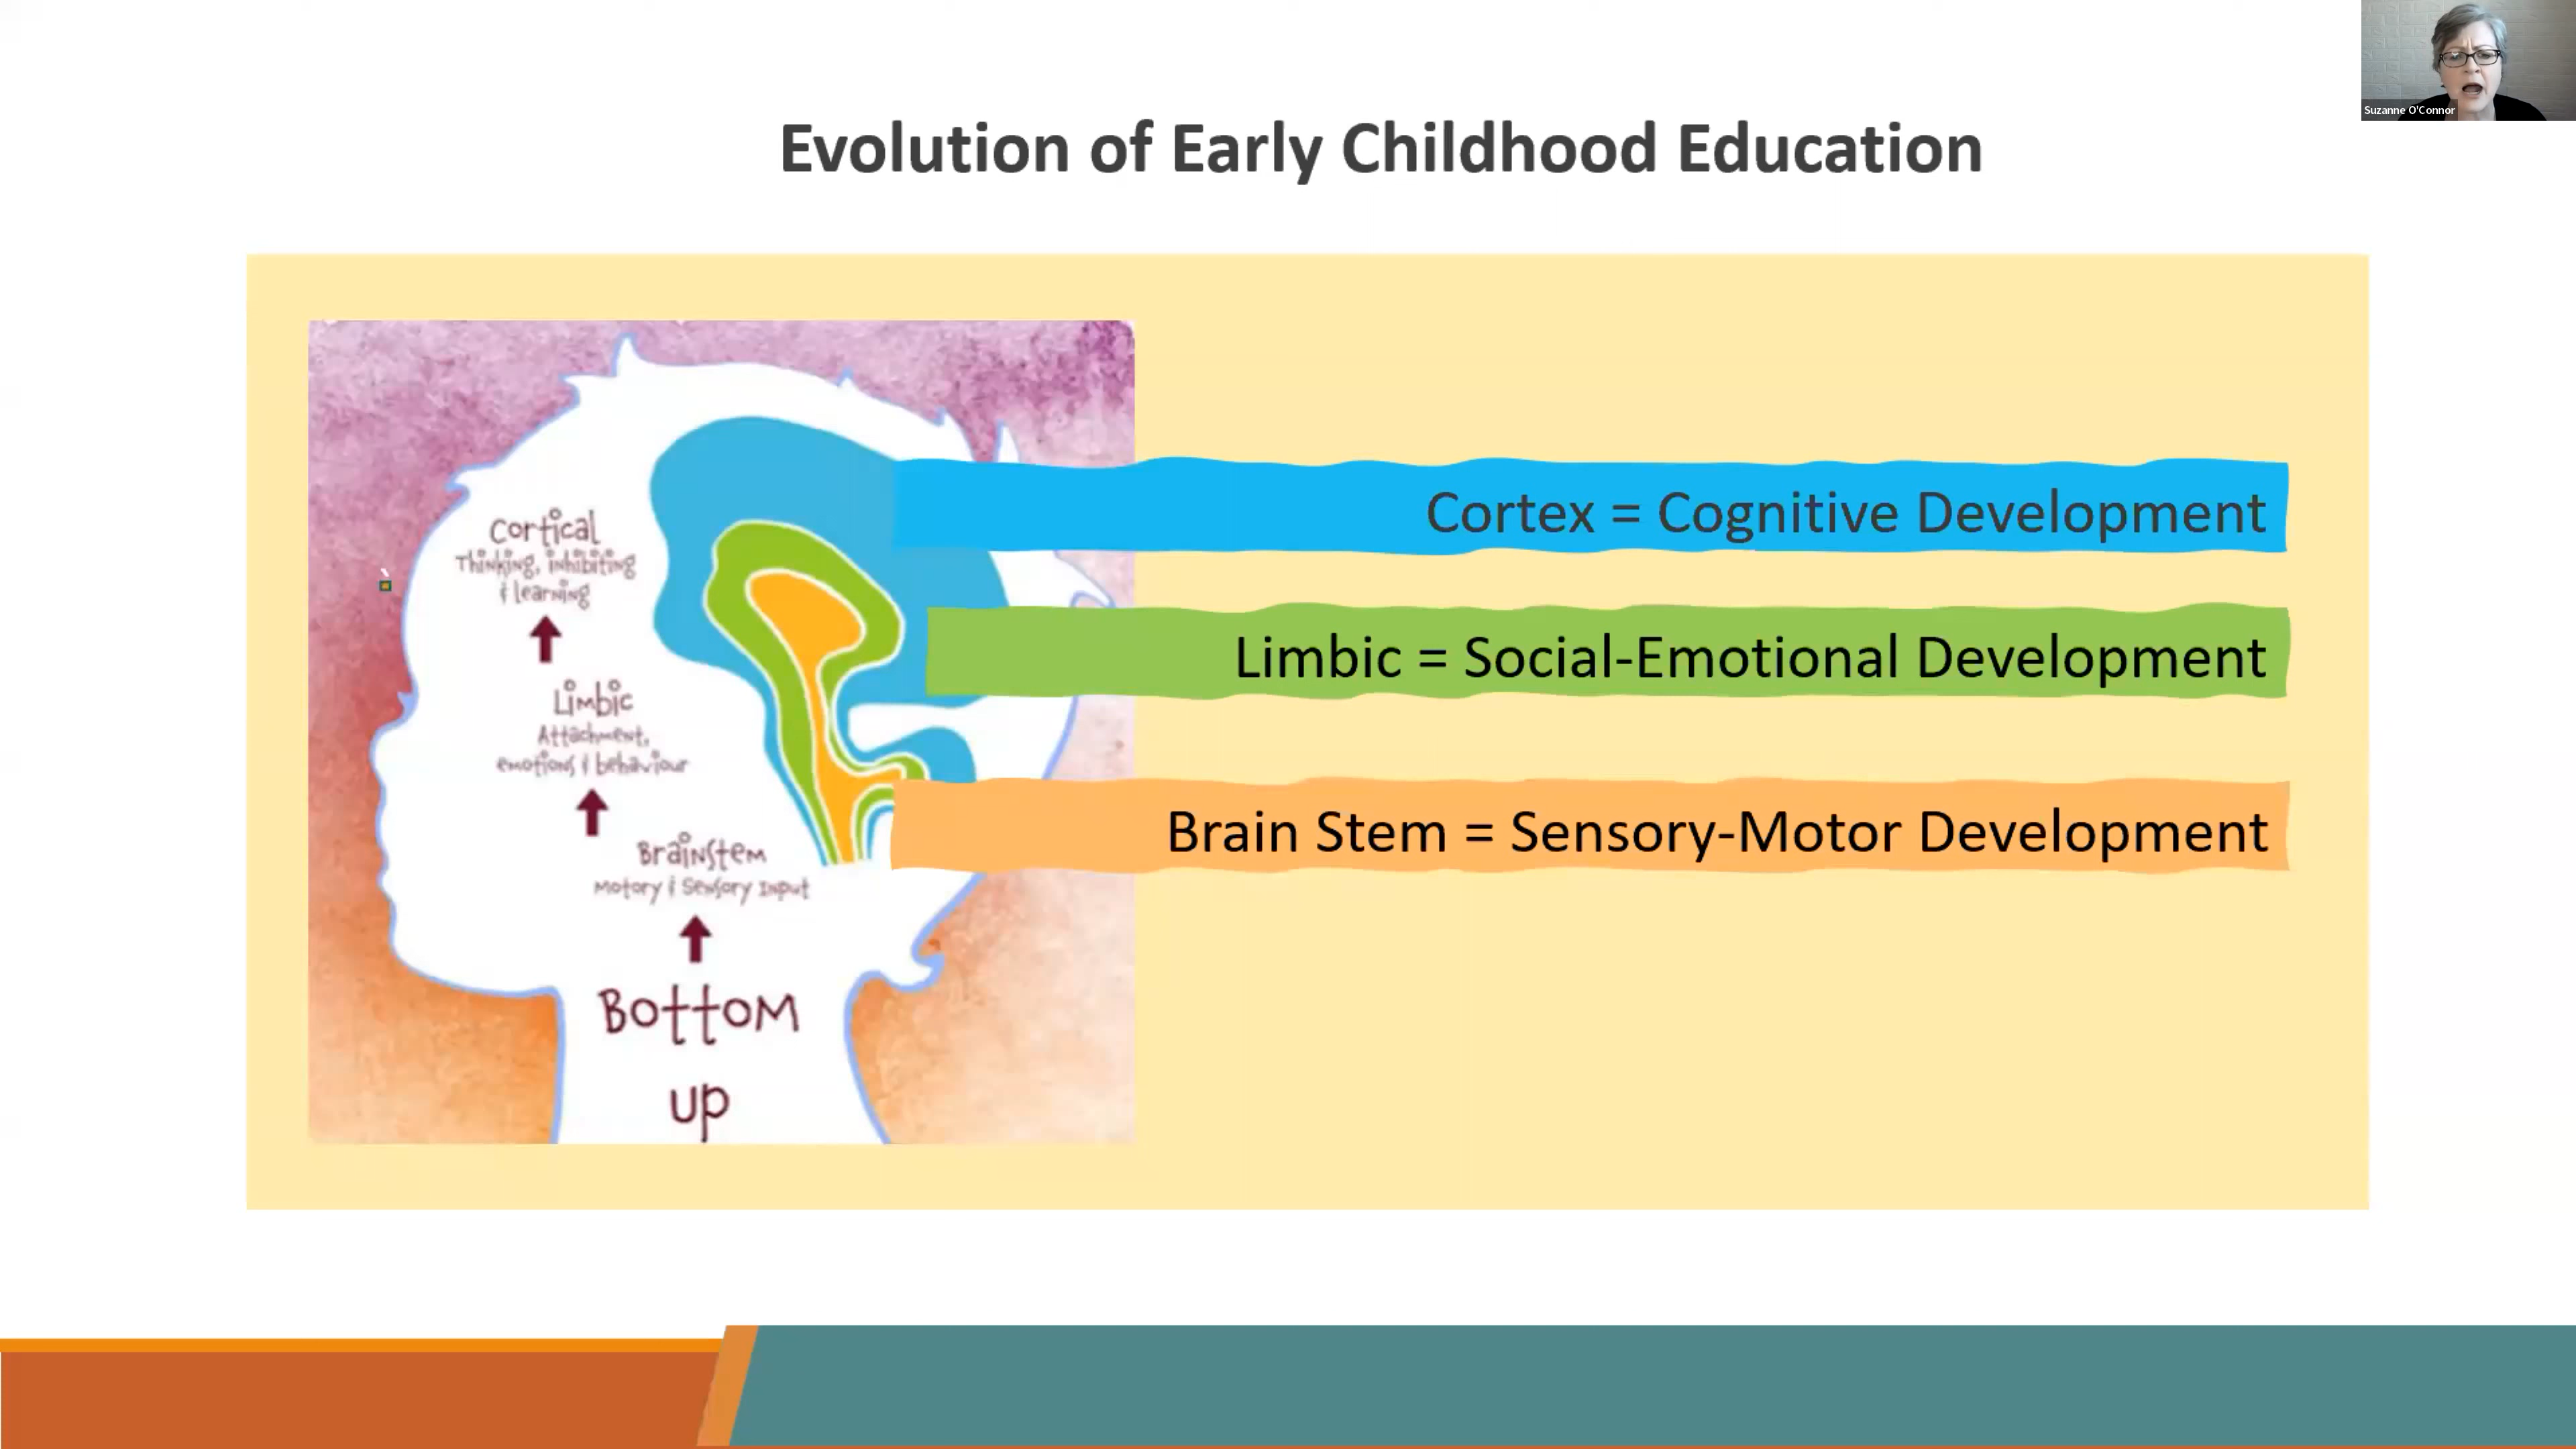 Suzanne O'Connor
Evolution of Early Childhood Education
Cortex = Cognitive Development
Limbic = Social-Emotional Development
Brain Stem = Sensory-Motor Development
Cortical
Thinking, inhibiting
& learning
Limbic
Attachment,
emotions & behaviour
Brainstem
Motory & Sensory Input
Bottom
up